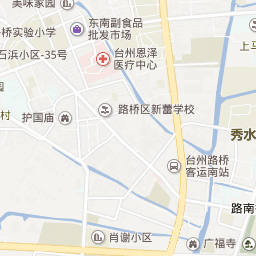 美味家园
东南副食品
批发市场
桥实验小学
石浜小区-35号
上马
台州恩泽
医疗中心
路桥区新蕾学校
村
护国庙
秀水
台州路桥
客运南站
路南
肖谢小区
广福寺